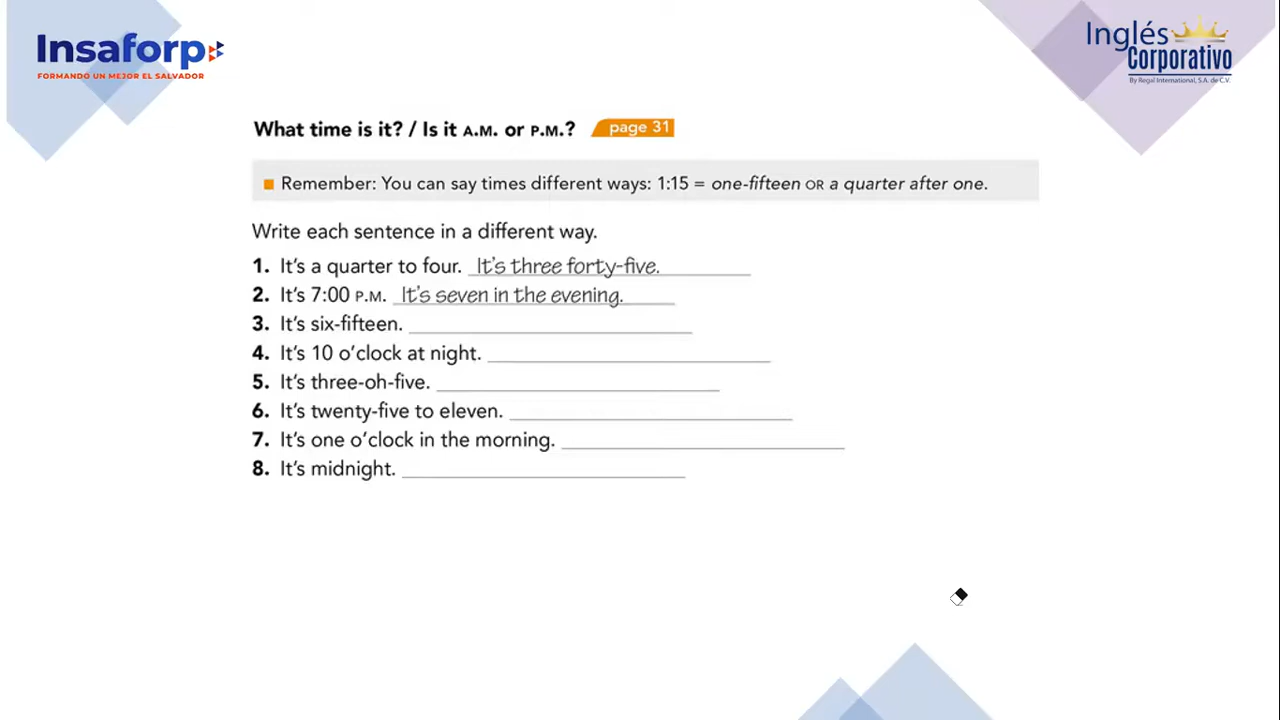 Insaforp
FORMANDO UN MEJOR EL SALVADOR
Inglés
Corporativo
By Regal International, S.A. de C.V.
What time is it? / Is it A.M. or P.M.? page 31
Remember: You can say times different ways: 1:15 = one-fifteen OR a quarter after one.
Write each sentence in a different way.
1. It's a quarter to four. It's three forty-five.
2. It's 7:00 P.M. It's seven in the evening.
3. It's six-fifteen.
4. It's 10 o'clock at night.
5. It's three-oh-five.
6. It's twenty-five to eleven.
7. It's one o'clock in the morning.
8. It's midnight.